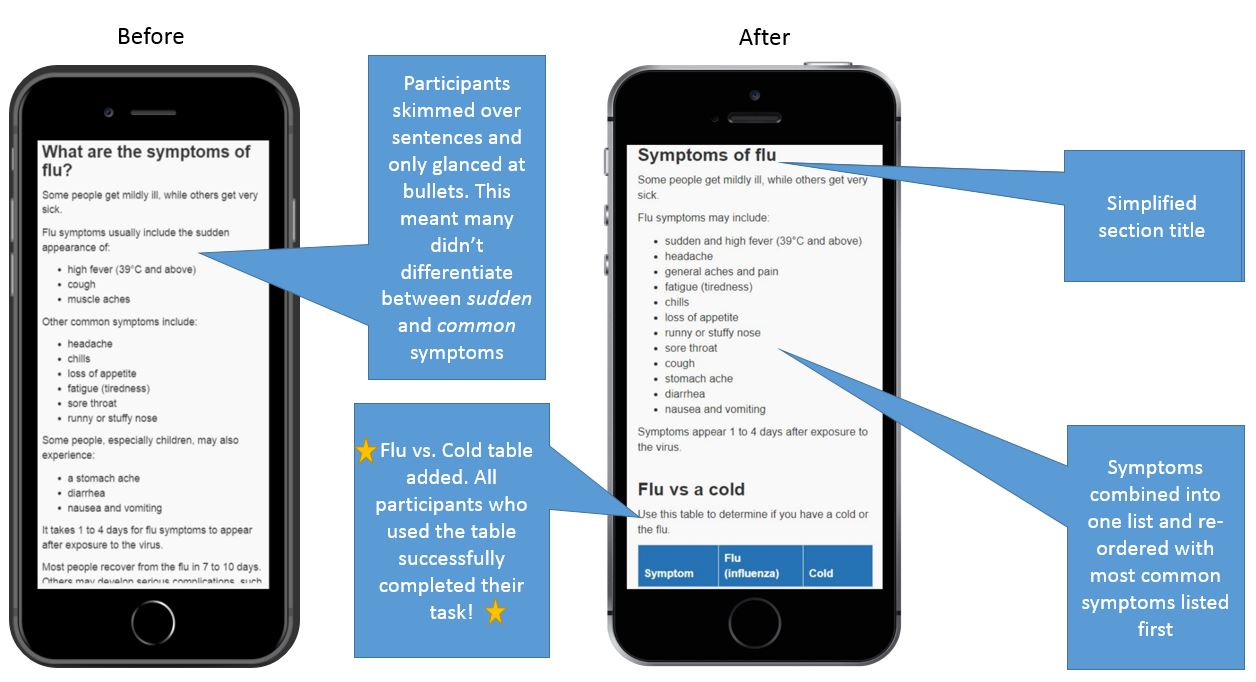 Before
What are the symptoms of
flu?
Some people get mildly ill, while others get very
sick.
Flu symptoms usually include the sudden
appearance of:
• high fever (39°C and above)
• cough
• muscle aches
Other common symptoms include:
• headache
• chills
• loss of appetite
• fatigue (tiredness)
• sore throat
• runny or stuffy nose
Some people, especially children, may also
experience:
• a stomach ache
• diarrhea
• nausea and vomiting
It takes 1 to 4 days for flu symptoms to appear
after exposure to the virus.
Most people recover from the flu in 7 to 10 days.
Others may develop serious complications, such
Participants
skimmed over
sentences and
only glanced at
bullets. This
meant many
didn't
differentiate
between sudden
and common
symptoms
Flu vs. Cold table
added. All
participants who
used the table
successfully
completed their
task!
After
Symptoms of flu
Some people get mildly ill, while others get very
sick.
Flu symptoms may include:
• sudden and high fever (39°C and above)
• headache
• general aches and pain
• fatigue (tiredness)
• chills
• loss of appetite
• runny or stuffy nose
• sore throat
• cough
• stomach ache
• diarrhea
• nausea and vomiting
Symptoms appear 1 to 4 days after exposure to
the virus.
Flu vs a cold
Use this table to determine if you have a cold or
the flu.
Symptom Flu (influenza) Cold
Simplified
section title
Symptoms
combined into
one list and re-
ordered with
most common
symptoms listed
first